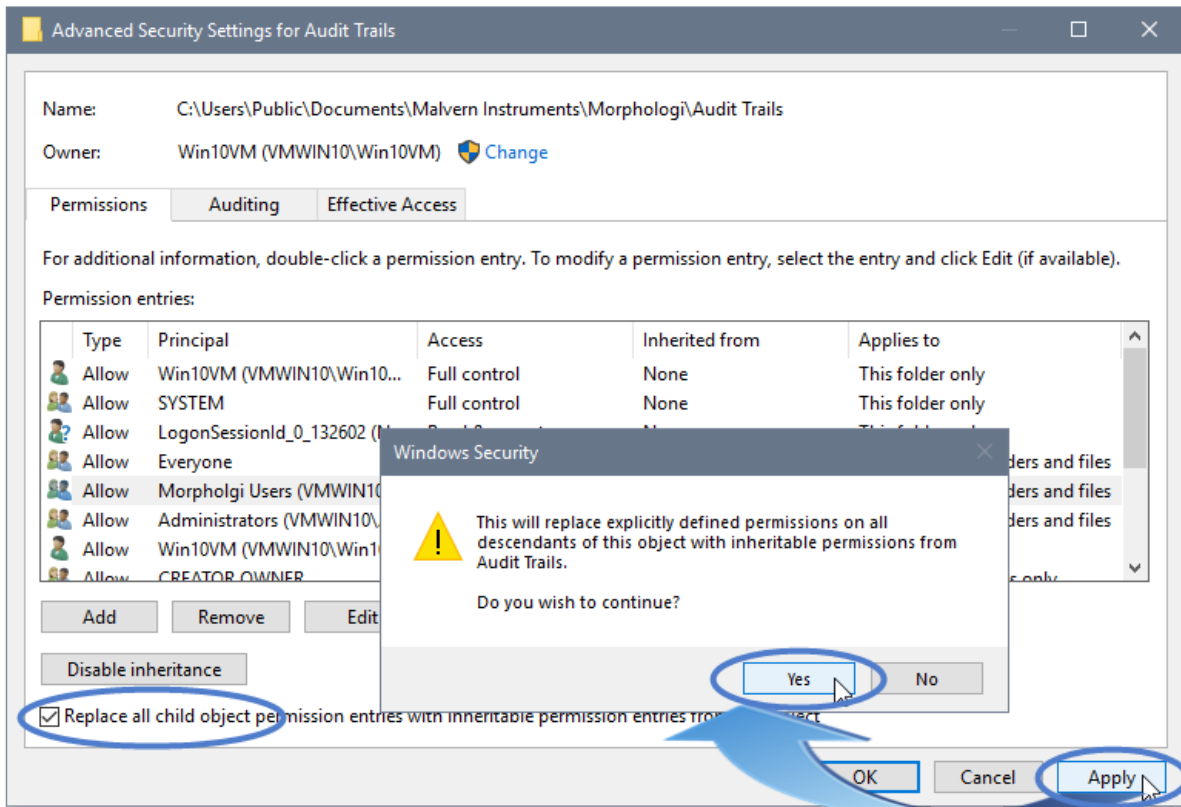 Advanced Security Settings for Audit Trails
Name: C:\Users\Public\Documents\Malvern Instruments\Morphologi\Audit Trails
Owner: Win10VM (VMWIN10\Win10VM) Change
Permissions Auditing Effective Access
For additional information, double-click a permission entry. To modify a permission entry, select the entry and click Edit (if available).
Permission entries:
Type Principal Access Inherited from Applies to
Allow Win10VM (VMWIN10\Win10... Full control None This folder only
Allow SYSTEM Full control None This folder only
Allow LogonSessionId_0_132602 (
Allow Everyone ders and files
Allow Morpholgi Users (VMWIN10 ders and files
Allow Administrators (VMWIN10\ ders and files
Allow Win10VM (VMWIN10\Win1
Allow CREATOR OWNER s only
Windows Security
This will replace explicitly defined permissions on all
descendants of this object with inheritable permissions from
Audit Trails.
Do you wish to continue?
Yes No
Add Remove Edit
Disable inheritance
Replace all child object permission entries with inheritable permission entries from ject
OK Cancel Apply